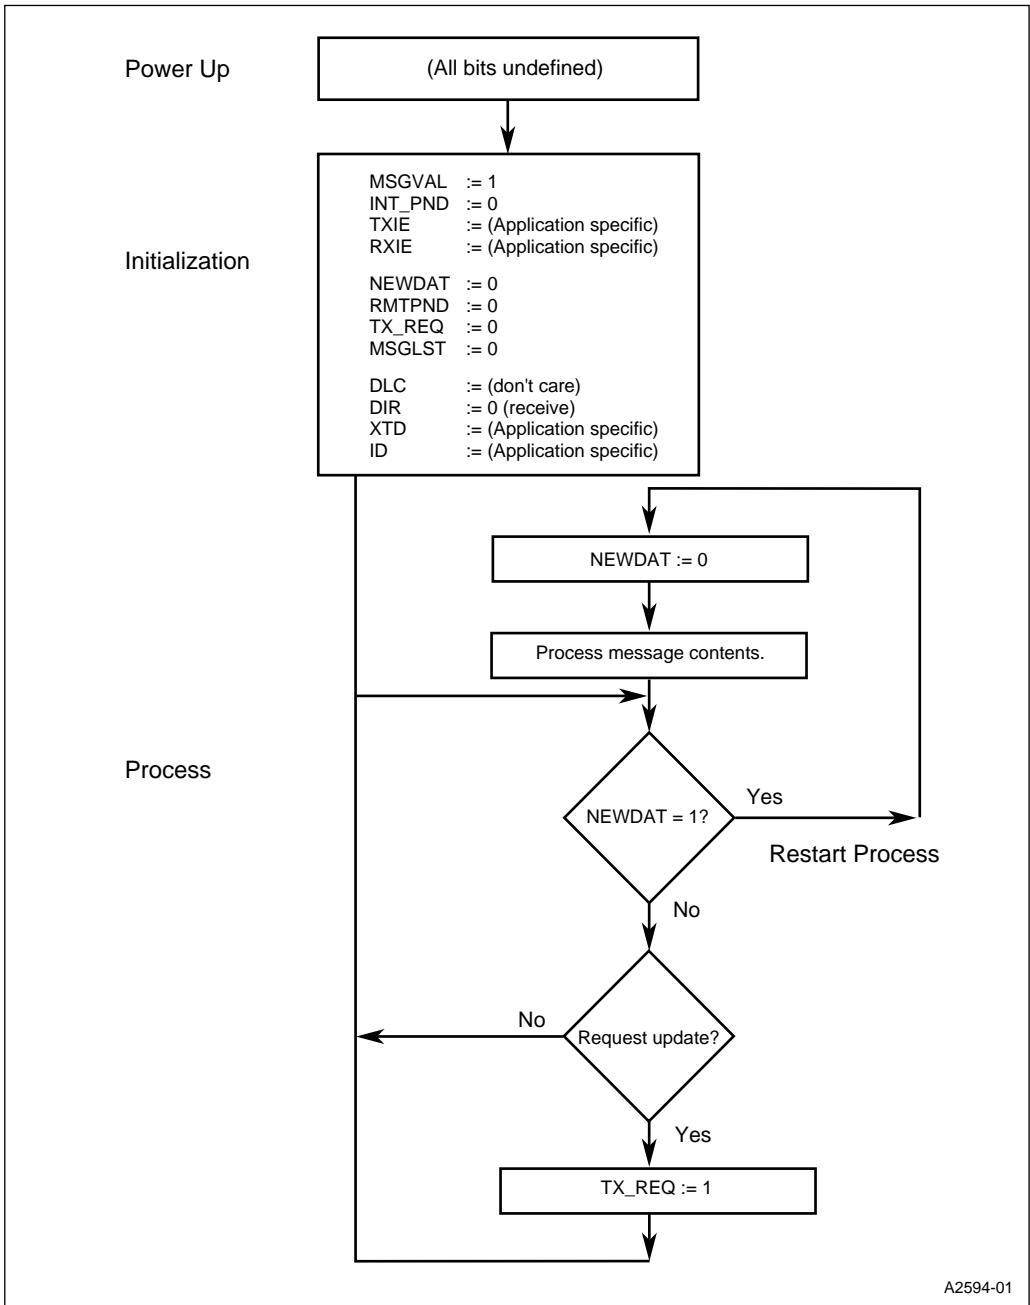 Power Up
(All bits undefined)
Initialization
MSGVAL := 1
INT_PND := 0
TXIE := (Application specific)
RXIE := (Application specific)
NEWDAT := 0
RMTPND := 0
TX_REQ := 0
MSGLST := 0
DLC := (don't care)
DIR := 0 (receive)
XTD := (Application specific)
ID := (Application specific)
NEWDAT := 0
Process message contents.
Process
NEWDAT = 1?
Yes
Restart Process
No
Request update?
No
Yes
TX_REQ := 1
A2594-01